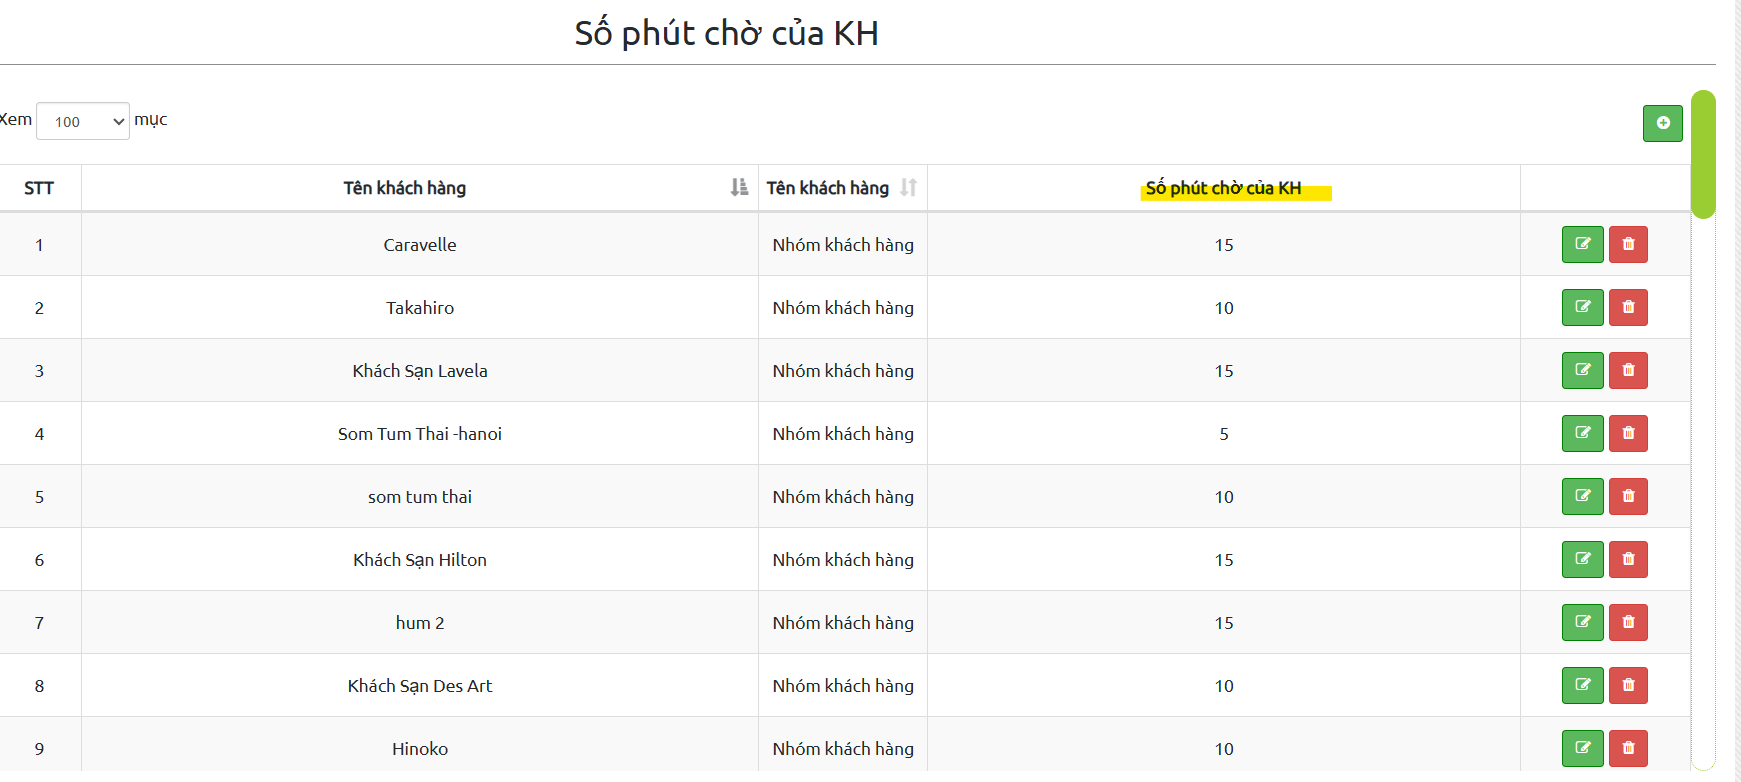 Số phút chờ của KH
Xem 100 mục
STT Tên khách hàng Tên khách hàng Số phút chờ của KH
1 Caravelle Nhóm khách hàng 15
2 Takahiro Nhóm khách hàng 10
3 Khách Sạn Lavela Nhóm khách hàng 15
4 Som Tum Thai -hanoi Nhóm khách hàng 5
5 som tum thai Nhóm khách hàng 10
6 Khách Sạn Hilton Nhóm khách hàng 15
7 hum 2 Nhóm khách hàng 15
8 Khách Sạn Des Art Nhóm khách hàng 10
9 Hinoko Nhóm khách hàng 10